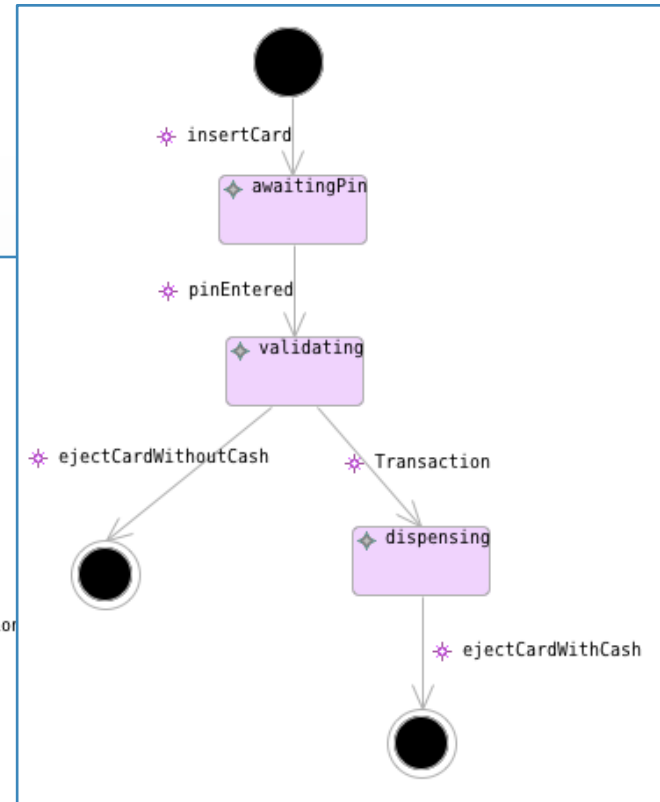 insertCard
awaitingPin
pinEntered
validating
ejectCardWithoutCash
Transaction
dispensing
ejectCardWithCash